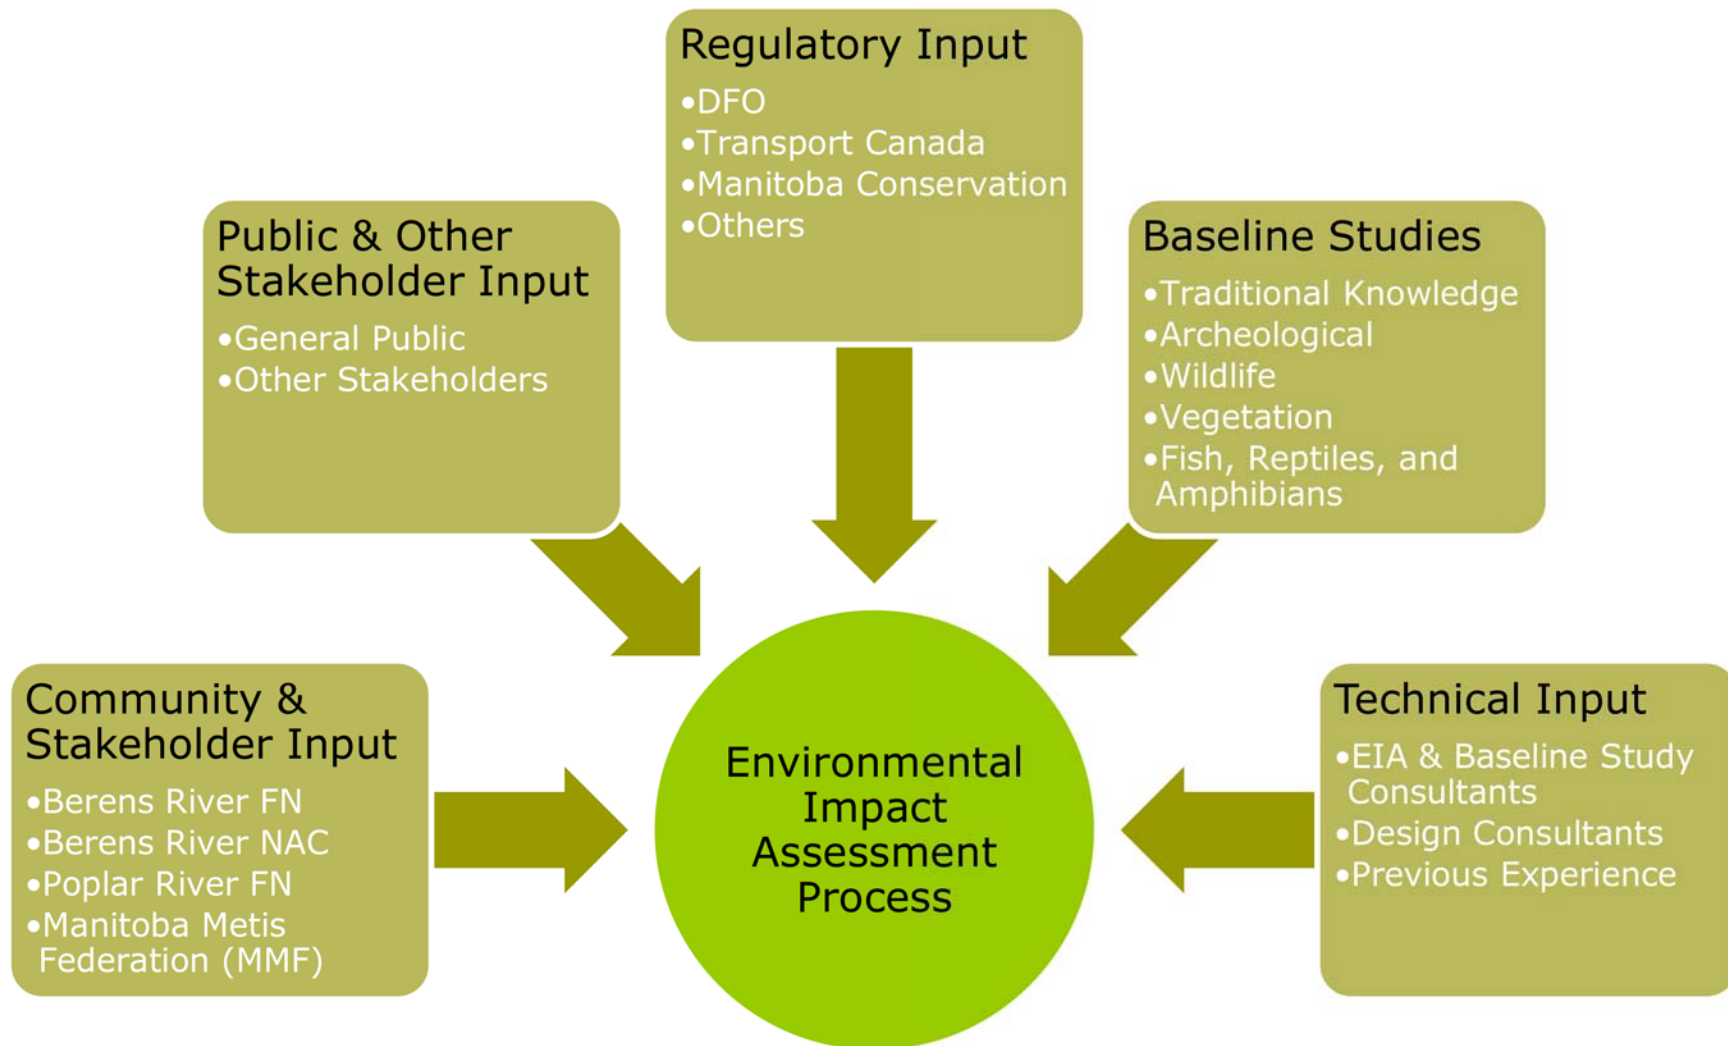 Regulatory Input
•DFO
•Transport Canada
•Manitoba Conservation
•Others
Public & Other
Stakeholder Input
•General Public
•Other Stakeholders
Baseline Studies
•Traditional Knowledge
•Archeological
•Wildlife
•Vegetation
•Fish, Reptiles, and
Amphibians
Community &
Stakeholder Input
•Berens River FN
•Berens River NAC
•Poplar River FN
•Manitoba Metis
Federation (MMF)
Environmental
Impact
Assessment
Process
Technical Input
•EIA & Baseline Study
Consultants
•Design Consultants
•Previous Experience